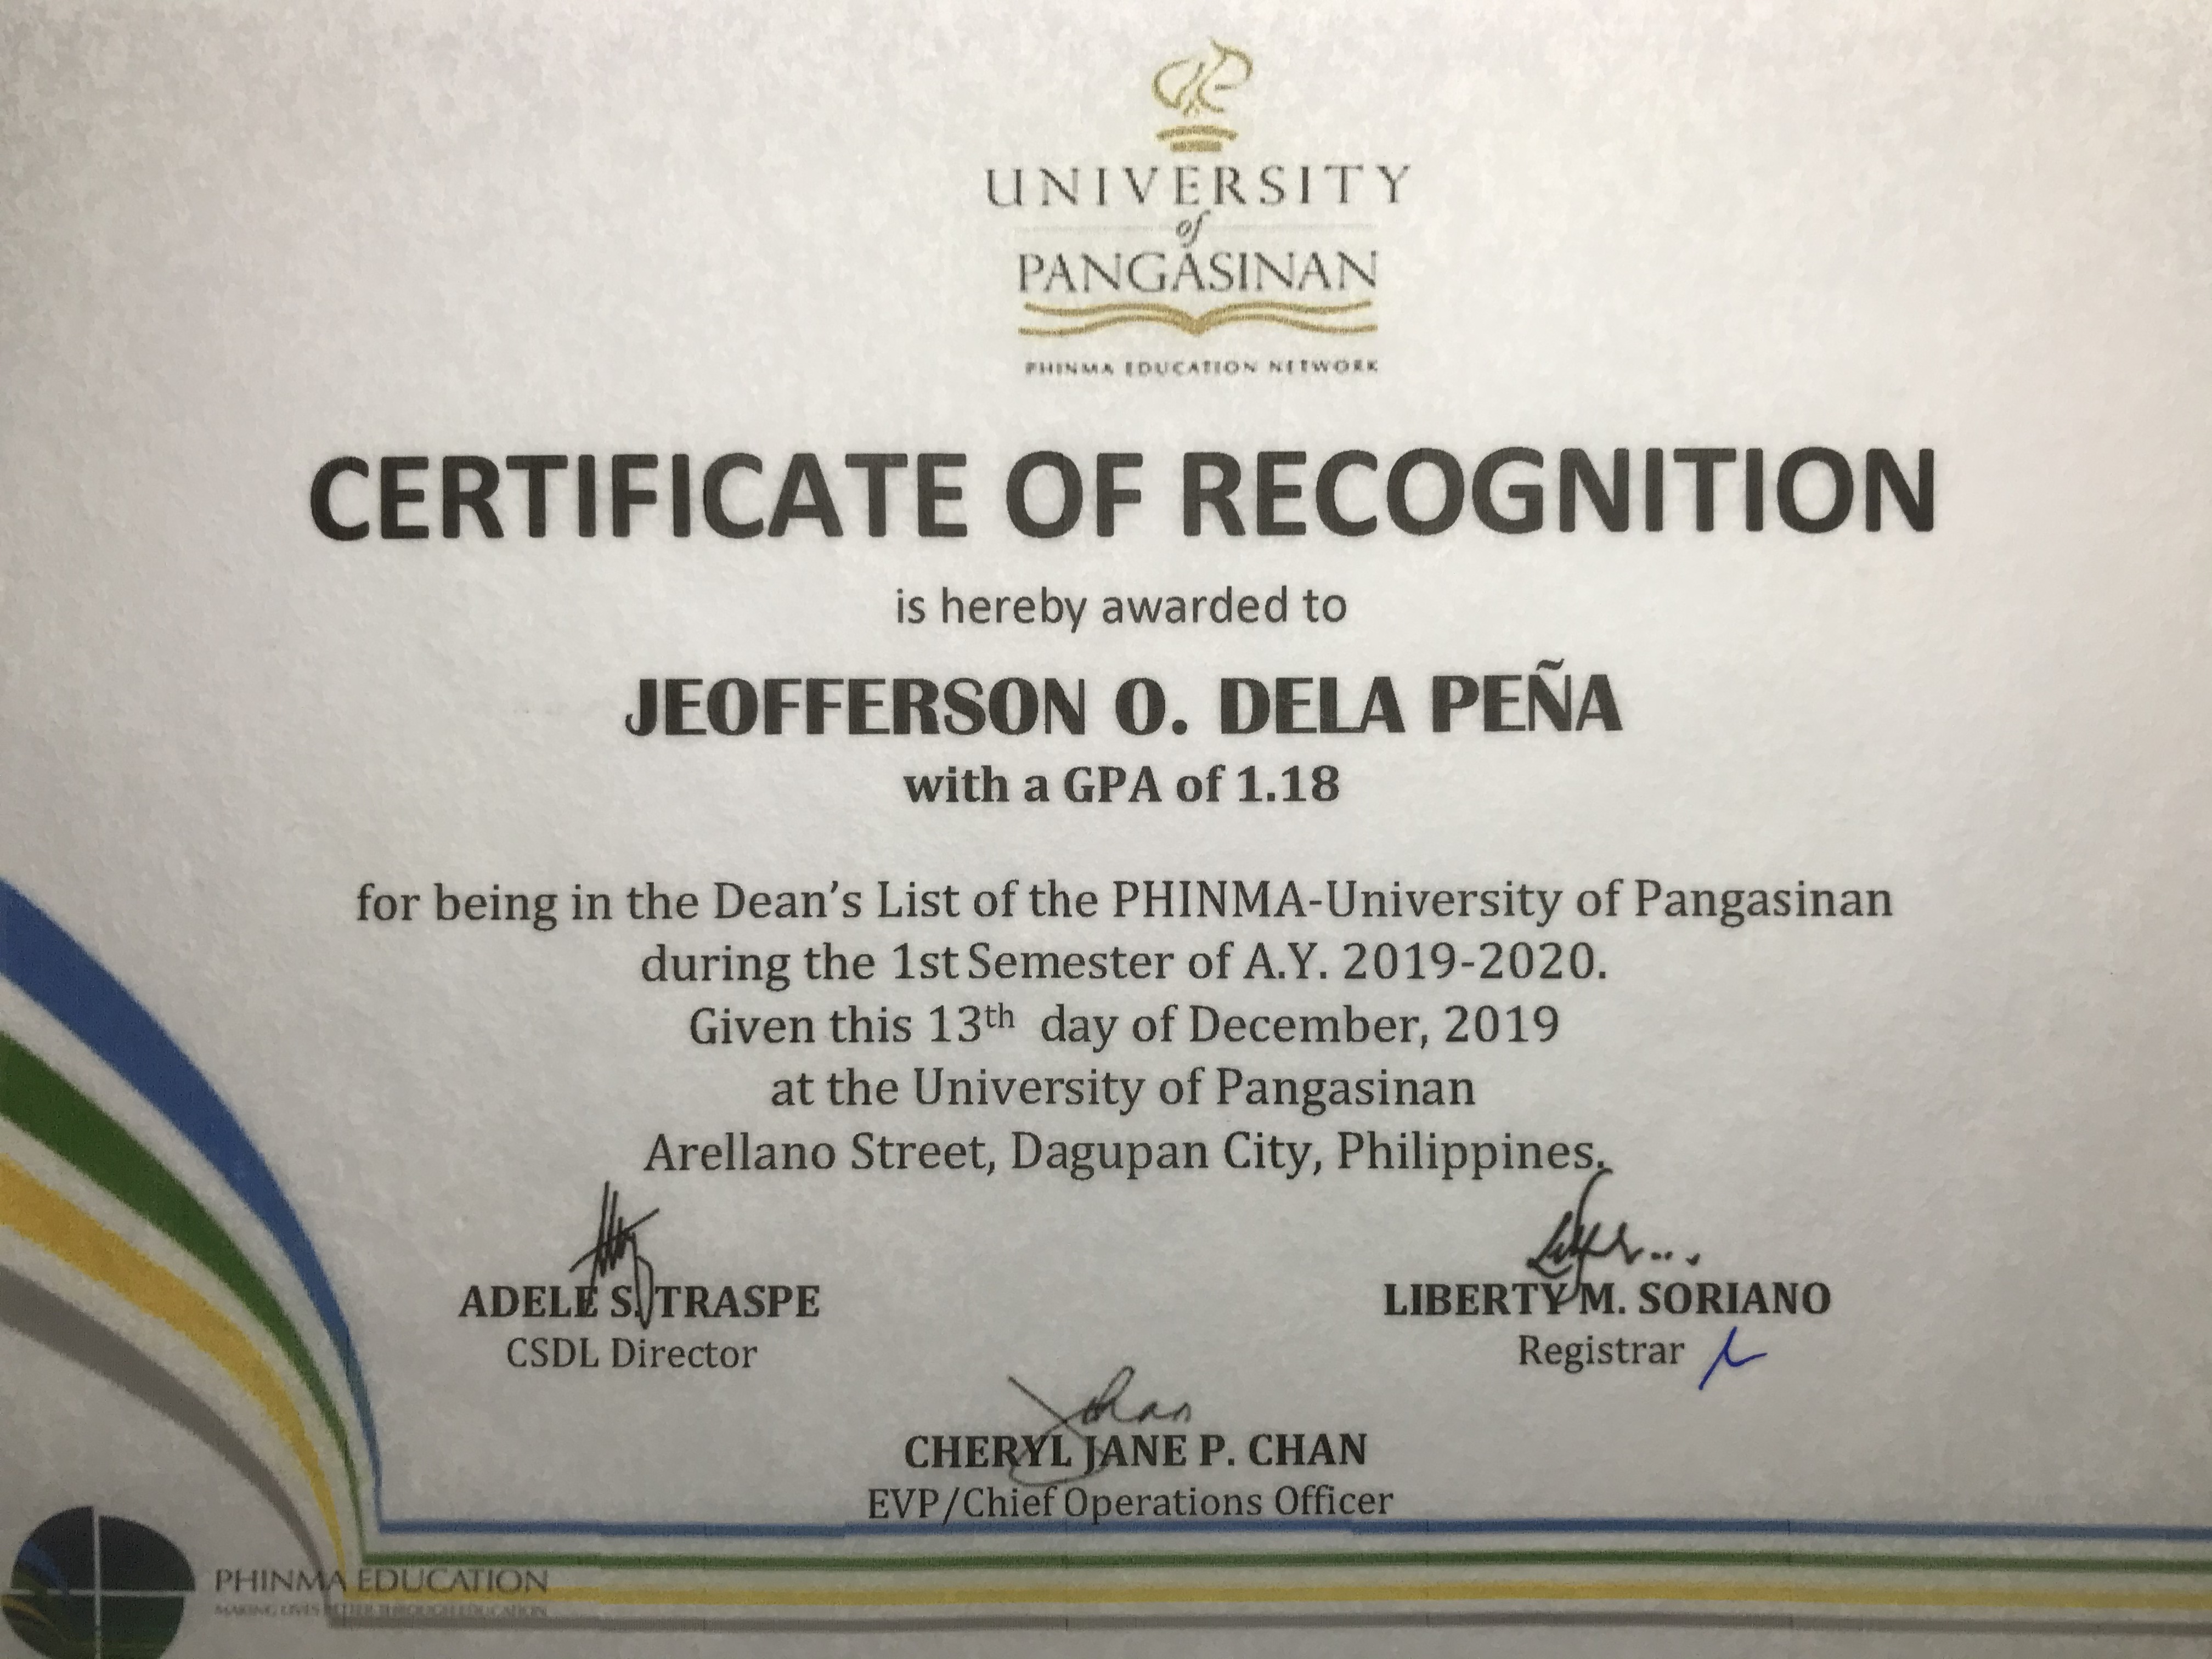 UNIVERSITY
of
PANGASINAN
PHINMA EDUCATION NETWORK
CERTIFICATE OF RECOGNITION
is hereby awarded to
JEOFFERSON O. DELA PEÑA
with a GPA of 1.18
for being in the Dean's List of the PHINMA-University of Pangasinan
during the 1st Semester of A.Y. 2019-2020.
Given this 13th day of December, 2019
at the University of Pangasinan
Arellano Street, Dagupan City, Philippines.
ADELE S. TRASPE
CSDL Director
LIBERTY M. SORIANO
Registrar
CHERYL JANE P. CHAN
EVP/Chief Operations Officer
PHINMA EDUCATION
MAKING LIVES BETTER THROUGH EDUCATION